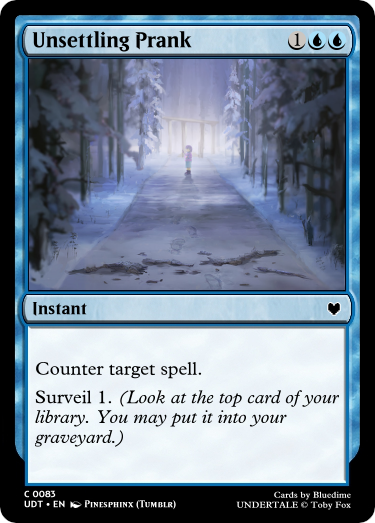 Unsettling Prank 1
Instant
Counter target spell.
Surveil 1. (Look at the top card of your
library. You may put it into your
graveyard.)
C 0083 Cards by Bluedime
UDT • EN Pinesphinx (Tumblr) UNDERTALE © Toby Fox